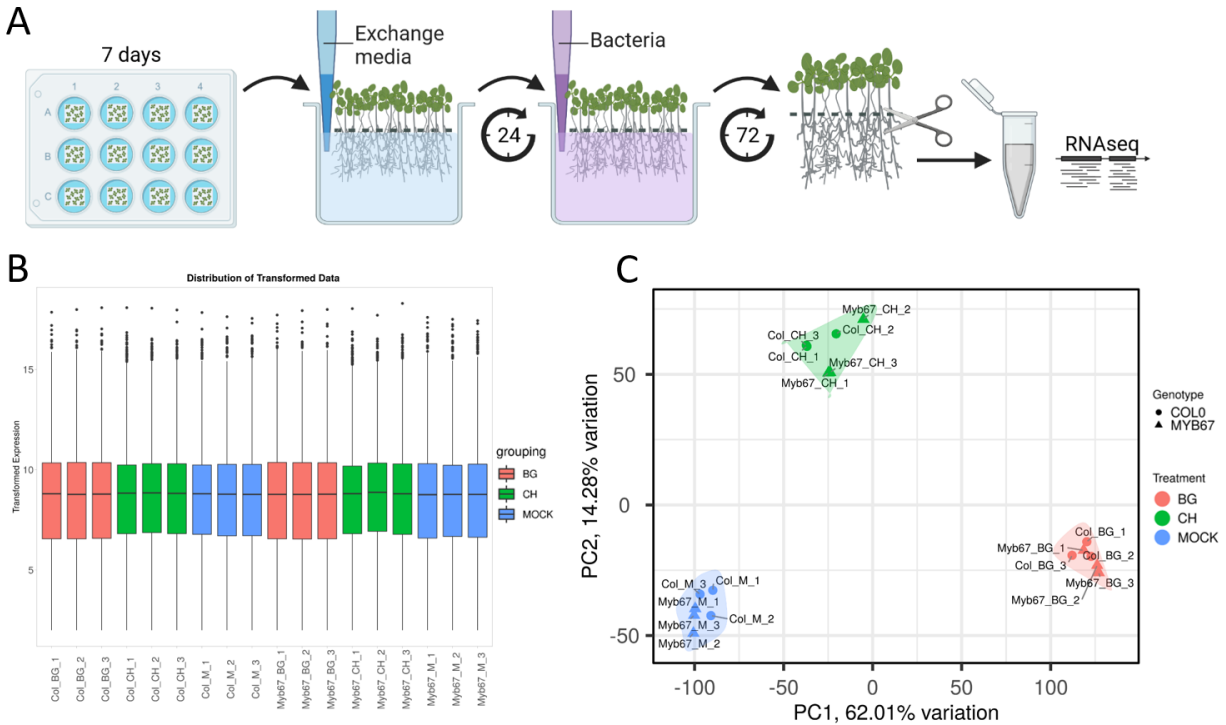 A
7 days
1 2 3 4
A
B
C
Exchange
media
24
Bacteria
72
RNAseq
B
Distribution of Transformed Data
Transformed Expression
15
10
5
grouping
BG
CH
MOCK
Col_BG_1
Col_BG_2
Col_BG_3
Col_CH_1
Col_CH_2
Col_CH_3
Col_M_1
Col_M_2
Col_M_3
Myb67_BG_1
Myb67_BG_2
Myb67_BG_3
Myb67_CH_1
Myb67_CH_2
Myb67_CH_3
Myb67_M_1
Myb67_M_2
Myb67_M_3
C
PC2, 14.28% variation
50
0
-50
Myb67_CH_2
Col_CH_3
Col_CH_2
Col_CH_1
Myb67_CH_3
Myb67_CH_1
Col_BG_1
Myb67_BG_1
Col_BG_2
Col_BG_3
Myb67_BG_3
Myb67_BG_2
Col_M_3
Col_M_1
Myb67_M_1
Col_M_2
Myb67_M_3
Myb67_M_2
-100 -50 0 50 100
PC1, 62.01% variation
Genotype
COL0
MYB67
Treatment
BG
CH
MOCK